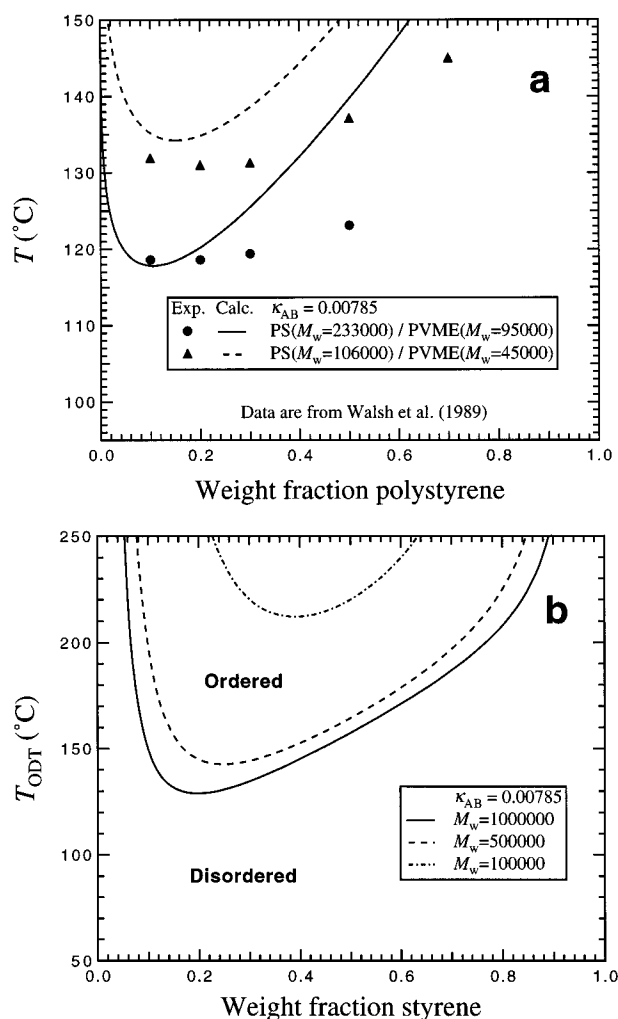 150
140
130
120
110
100
T (°C)
a
Exp. Calc. κAB = 0.00785
PS(Mw=233000) / PVME(Mw=95000)
PS(Mw=106000) / PVME(Mw=45000)
Data are from Walsh et al. (1989)
0.0 0.2 0.4 0.6 0.8 1.0
Weight fraction polystyrene
250
200
150
100
50
TODT (°C)
b
Ordered
Disordered
κAB = 0.00785
Mw=1000000
Mw=500000
Mw=100000
0.0 0.2 0.4 0.6 0.8 1.0
Weight fraction styrene